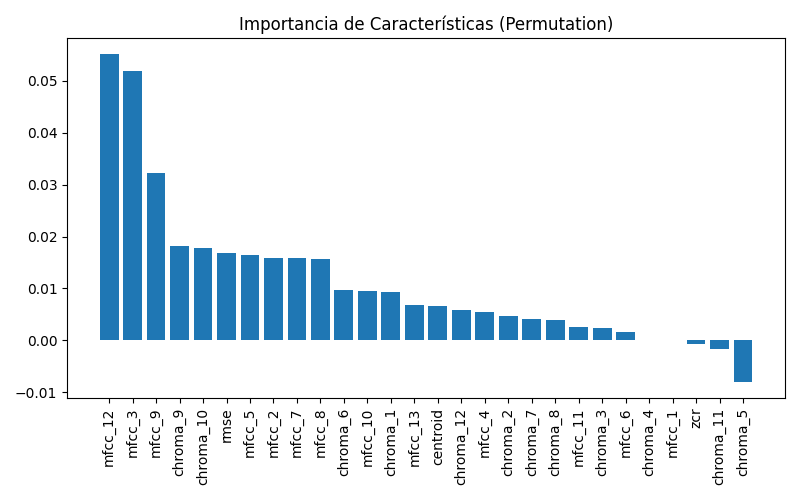 Importancia de Características (Permutation)
0.05
0.04
0.03
0.02
0.01
0.00
−0.01
mfcc_12
mfcc_3
mfcc_9
chroma_9
chroma_10
rmse
mfcc_5
mfcc_2
mfcc_7
mfcc_8
chroma_6
mfcc_10
chroma_1
mfcc_13
centroid
chroma_12
mfcc_4
chroma_2
chroma_7
chroma_8
mfcc_11
chroma_3
mfcc_6
chroma_4
mfcc_1
zcr
chroma_11
chroma_5